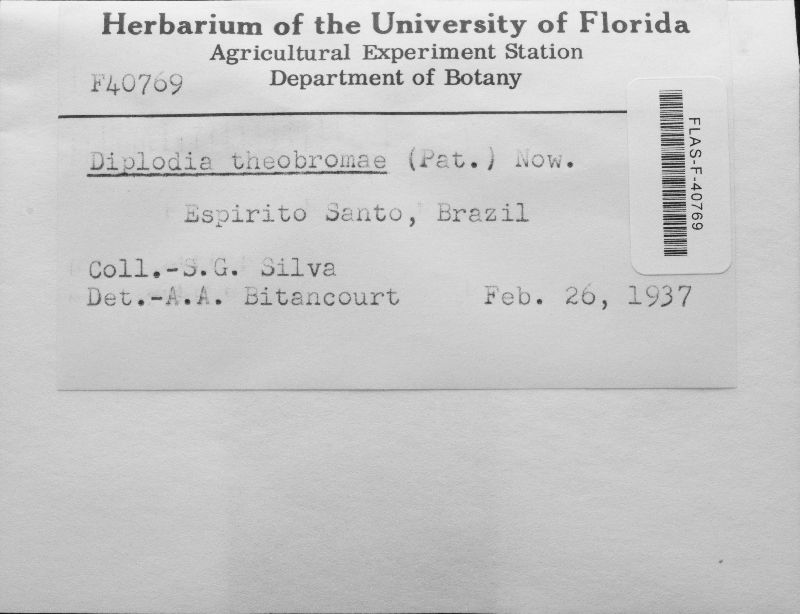 Herbarium of the University of Florida
Agricultural Experiment Station
Department of Botany
F40769
Diplodia theobromae (Pat.) Now.
Espirito Santo, Brazil
Coll.-S.G. Silva
Det.-A.A. Bitancourt Feb. 26, 1937
FLAS-F-40769